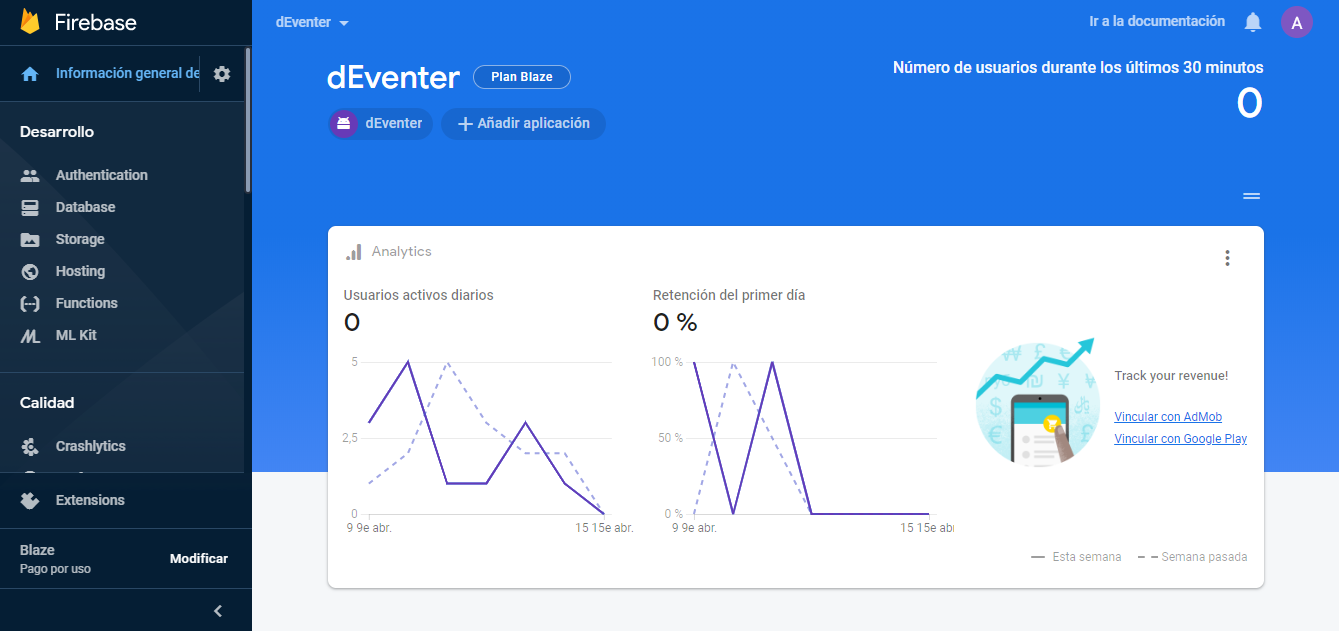 Firebase
dEventer
Ir a la documentación
A
Información general de
dEventer
Plan Blaze
Número de usuarios durante los últimos 30 minutos
0
dEventer
Añadir aplicación
Desarrollo
Authentication
Database
Storage
Hosting
Functions
ML Kit
Calidad
Crashlytics
Extensions
Blaze
Pago por uso
Modificar
Analytics
Usuarios activos diarios
0
5
2,5
0
9 9e abr.
15 15e abr.
Retención del primer día
0 %
100 %
50 %
0 %
9 9e abr.
15 15e abr
Track your revenue!
Vincular con AdMob
Vincular con Google Play
Esta semana
Semana pasada